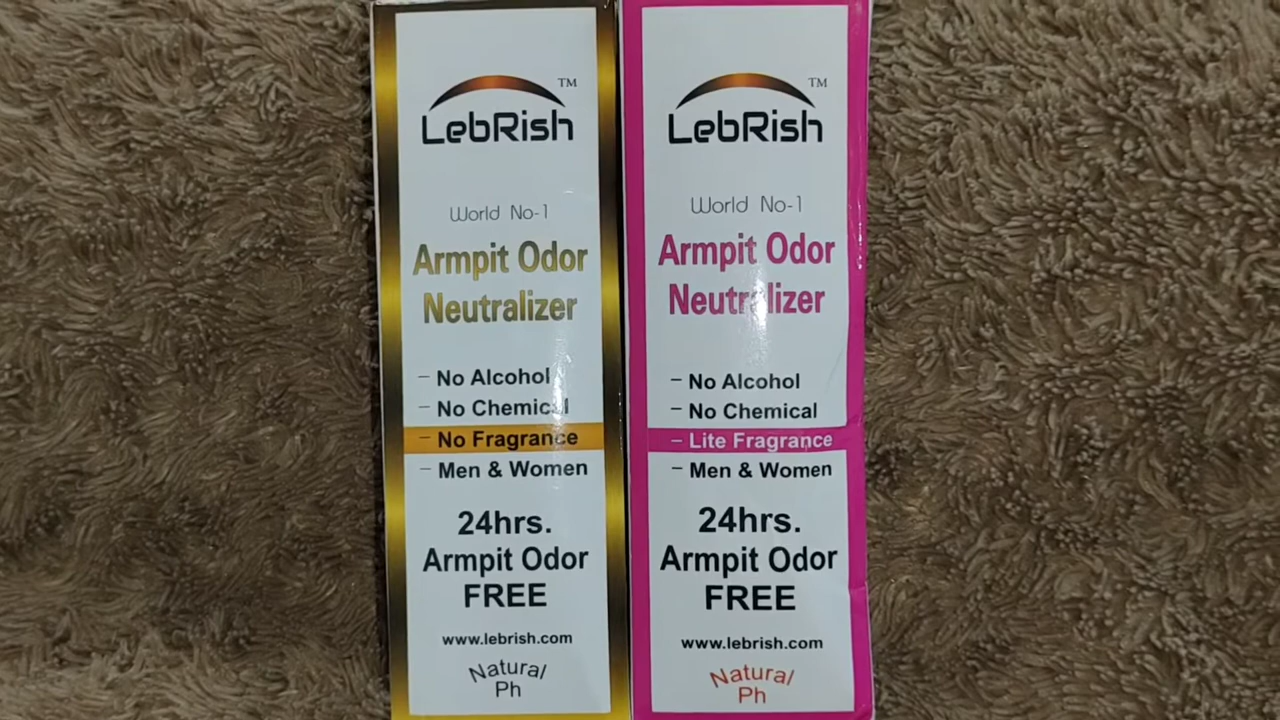 LebRish™
World No-1
Armpit Odor
Neutralizer
– No Alcohol
– No Chemical
– No Fragrance
– Men & Women
24hrs.
Armpit Odor
FREE
www.lebrish.com
Natural
Ph
LebRish™
World No-1
Armpit Odor
Neutralizer
– No Alcohol
– No Chemical
– Lite Fragrance
– Men & Women
24hrs.
Armpit Odor
FREE
www.lebrish.com
Natural
Ph